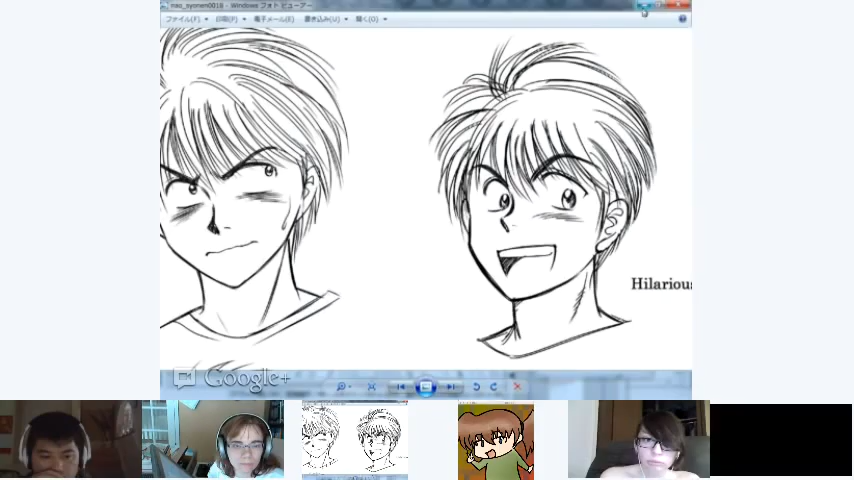 nao_syonen0018 - Windows フォト ビューアー
ファイル(F) 印刷(P) 電子メール(E) 書き込み(U) 開く(O)
Hilarious
Google+